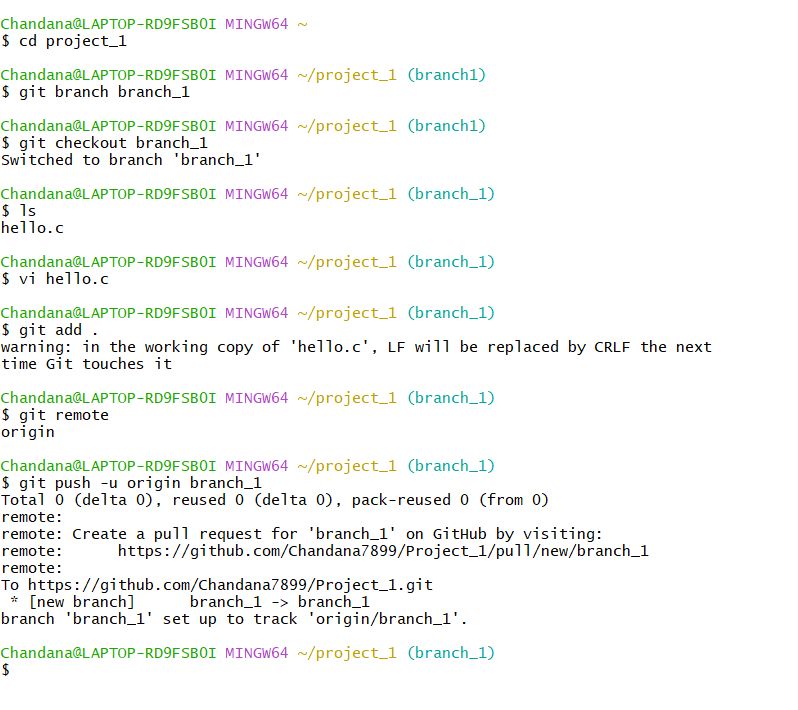 Chandana@LAPTOP-RD9FSB0I MINGW64 ~
$ cd project_1
Chandana@LAPTOP-RD9FSB0I MINGW64 ~/project_1 (branch1)
$ git branch branch_1
Chandana@LAPTOP-RD9FSB0I MINGW64 ~/project_1 (branch1)
$ git checkout branch_1
Switched to branch 'branch_1'
Chandana@LAPTOP-RD9FSB0I MINGW64 ~/project_1 (branch_1)
$ ls
hello.c
Chandana@LAPTOP-RD9FSB0I MINGW64 ~/project_1 (branch_1)
$ vi hello.c
Chandana@LAPTOP-RD9FSB0I MINGW64 ~/project_1 (branch_1)
$ git add .
warning: in the working copy of 'hello.c', LF will be replaced by CRLF the next
time Git touches it
Chandana@LAPTOP-RD9FSB0I MINGW64 ~/project_1 (branch_1)
$ git remote
origin
Chandana@LAPTOP-RD9FSB0I MINGW64 ~/project_1 (branch_1)
$ git push -u origin branch_1
Total 0 (delta 0), reused 0 (delta 0), pack-reused 0 (from 0)
remote:
remote: Create a pull request for 'branch_1' on GitHub by visiting:
remote:      https://github.com/Chandana7899/Project_1/pull/new/branch_1
remote:
To https://github.com/Chandana7899/Project_1.git
 * [new branch]      branch_1 -> branch_1
branch 'branch_1' set up to track 'origin/branch_1'.
Chandana@LAPTOP-RD9FSB0I MINGW64 ~/project_1 (branch_1)
$